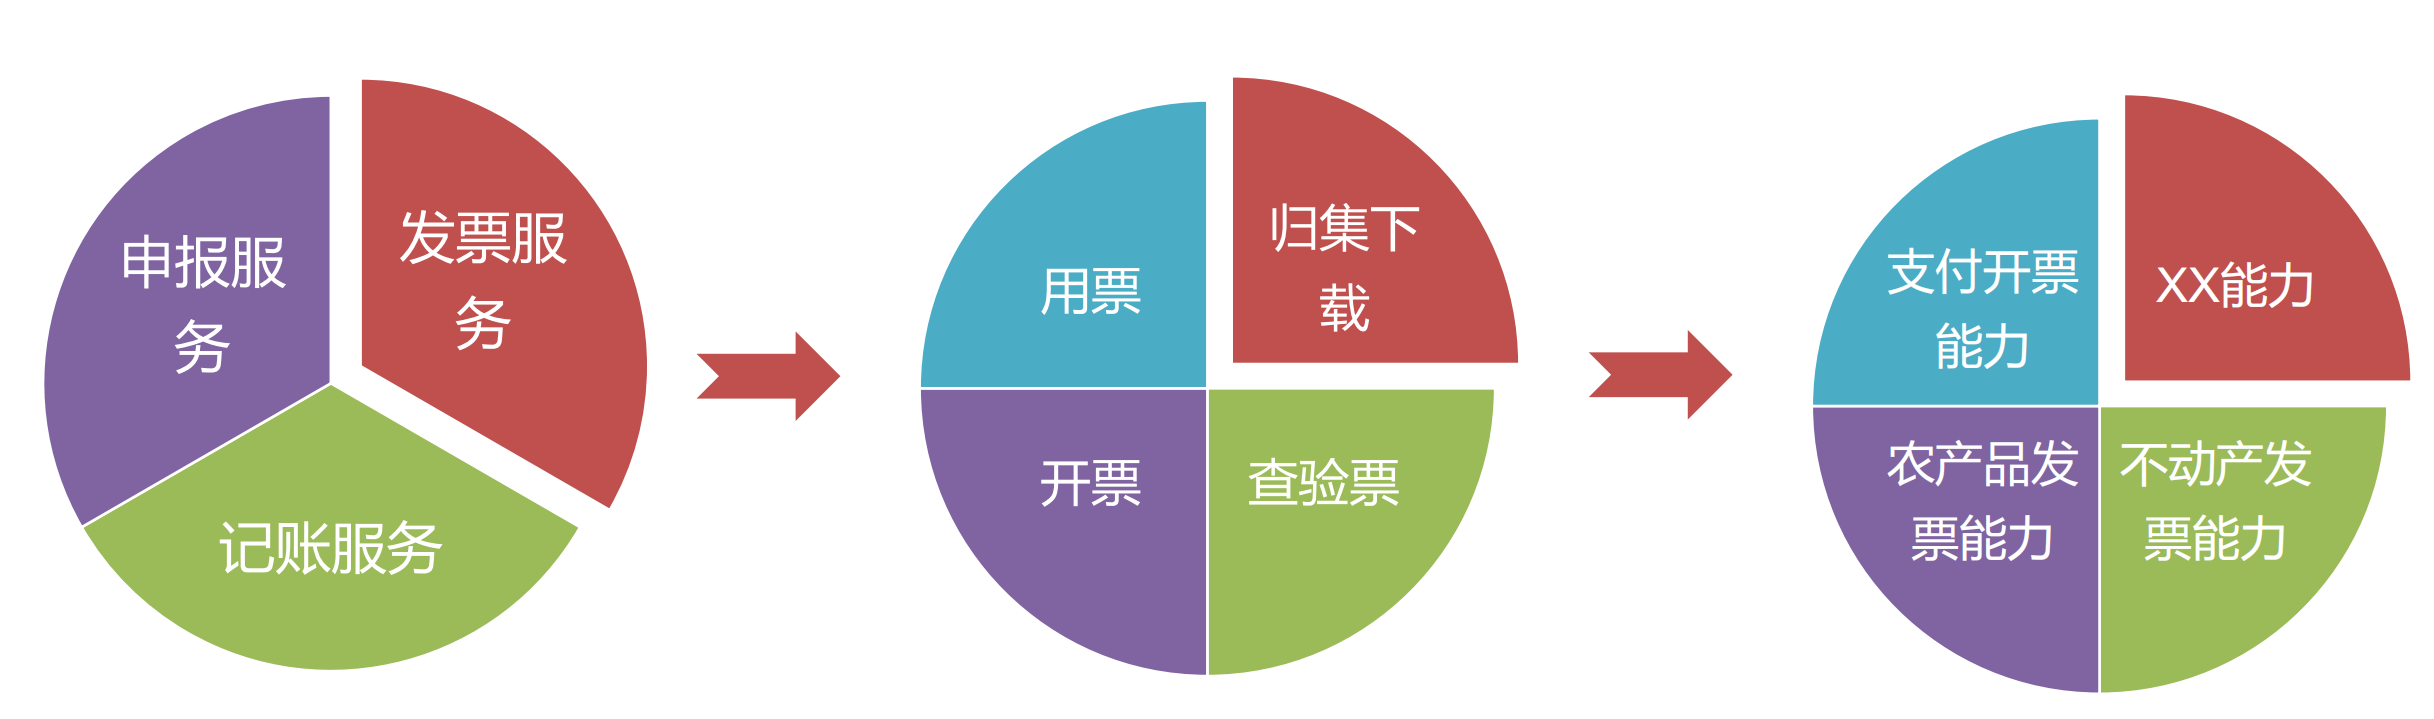 申报服
务
发票服
务
记账服务
用票
归集下
载
开票
查验票
支付开票
能力
XX能力
农产品发
票能力
不动产发
票能力